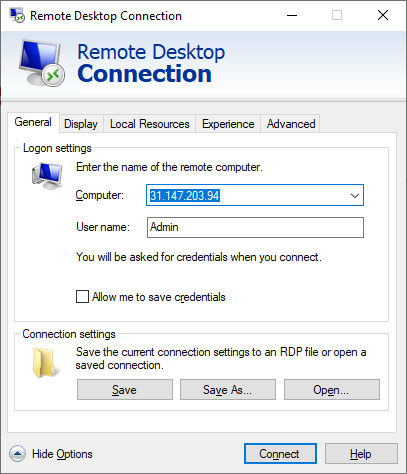 Remote Desktop Connection
Remote Desktop
Connection
General Display Local Resources Experience Advanced
Logon settings
Enter the name of the remote computer.
Computer: 31.147.203.94
User name: Admin
You will be asked for credentials when you connect.
Allow me to save credentials
Connection settings
Save the current connection settings to an RDP file or open a
saved connection.
Save Save As... Open...
Hide Options Connect Help